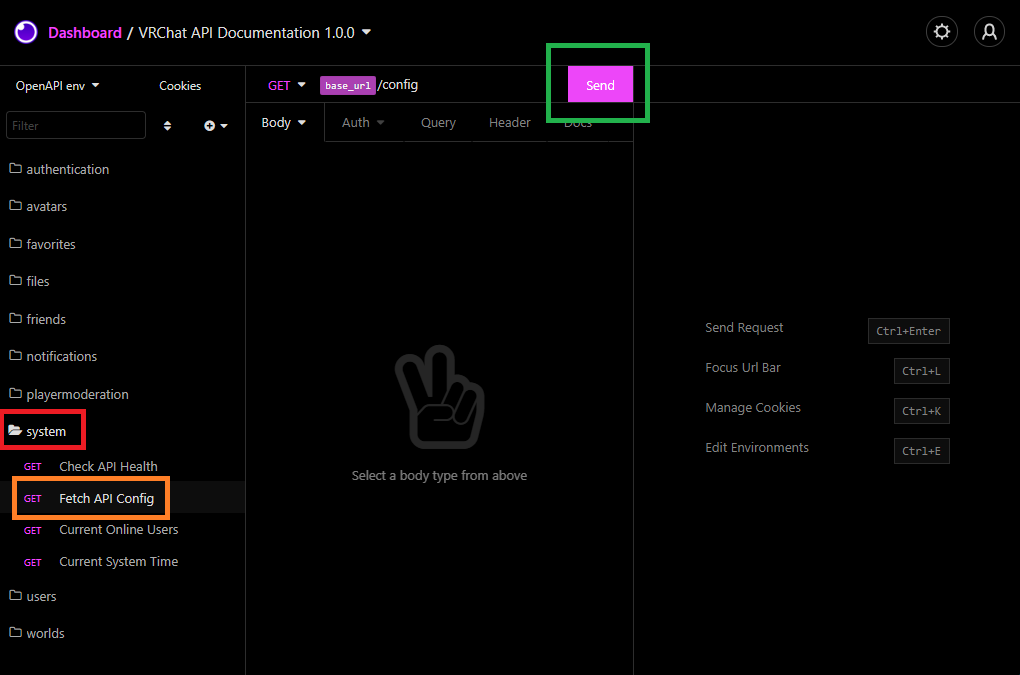 Dashboard / VRChat API Documentation 1.0.0
OpenAPI env
Cookies
GET base_url /config
Send
Filter
Body
Auth
Query
Header
Docs
authentication
avatars
favorites
files
friends
notifications
playermoderation
system
GET Check API Health
GET Fetch API Config
GET Current Online Users
GET Current System Time
users
worlds
Select a body type from above
Send Request Ctrl+Enter
Focus Url Bar Ctrl+L
Manage Cookies Ctrl+K
Edit Environments Ctrl+E